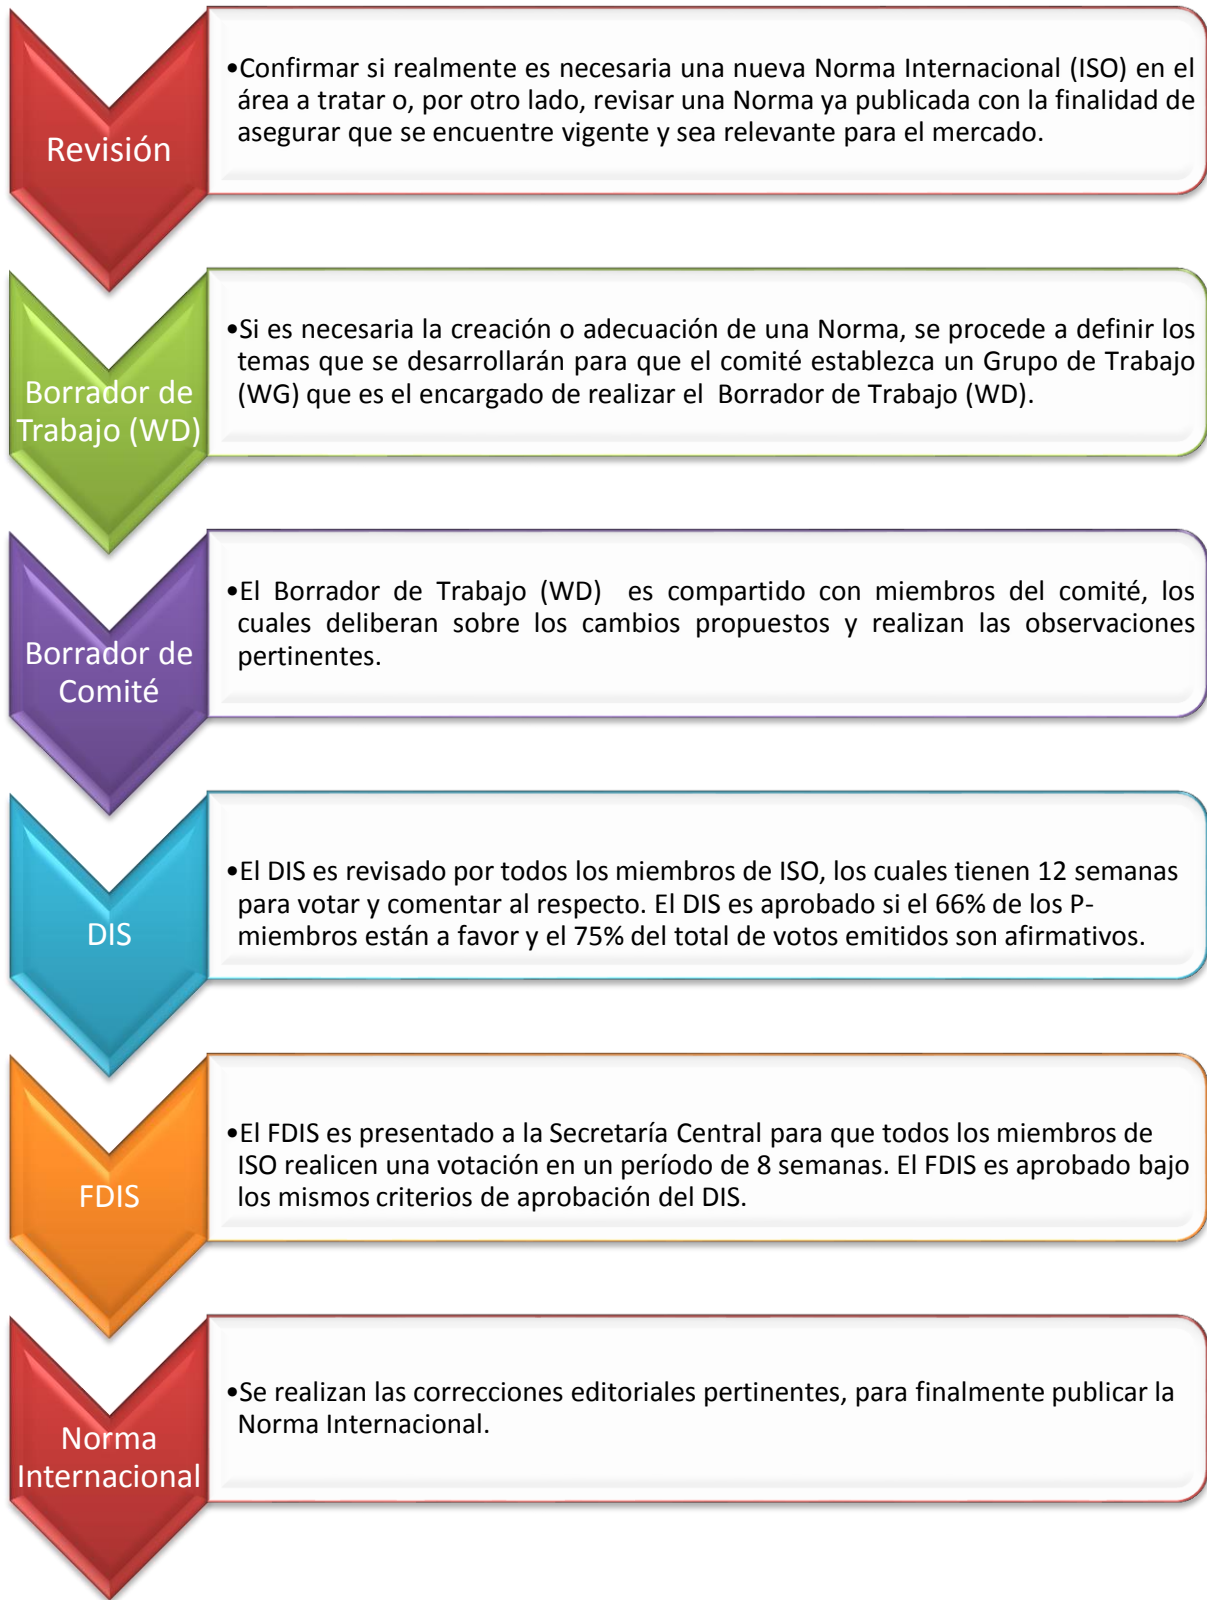 Revisión
•Confirmar si realmente es necesaria una nueva Norma Internacional (ISO) en el
área a tratar o, por otro lado, revisar una Norma ya publicada con la finalidad de
asegurar que se encuentre vigente y sea relevante para el mercado.
Borrador de
Trabajo (WD)
•Si es necesaria la creación o adecuación de una Norma, se procede a definir los
temas que se desarrollarán para que el comité establezca un Grupo de Trabajo
(WG) que es el encargado de realizar el Borrador de Trabajo (WD).
Borrador de
Comité
•El Borrador de Trabajo (WD) es compartido con miembros del comité, los
cuales deliberan sobre los cambios propuestos y realizan las observaciones
pertinentes.
DIS
•El DIS es revisado por todos los miembros de ISO, los cuales tienen 12 semanas
para votar y comentar al respecto. El DIS es aprobado si el 66% de los P-
miembros están a favor y el 75% del total de votos emitidos son afirmativos.
FDIS
•El FDIS es presentado a la Secretaría Central para que todos los miembros de
ISO realicen una votación en un período de 8 semanas. El FDIS es aprobado bajo
los mismos criterios de aprobación del DIS.
Norma
Internacional
•Se realizan las correcciones editoriales pertinentes, para finalmente publicar la
Norma Internacional.